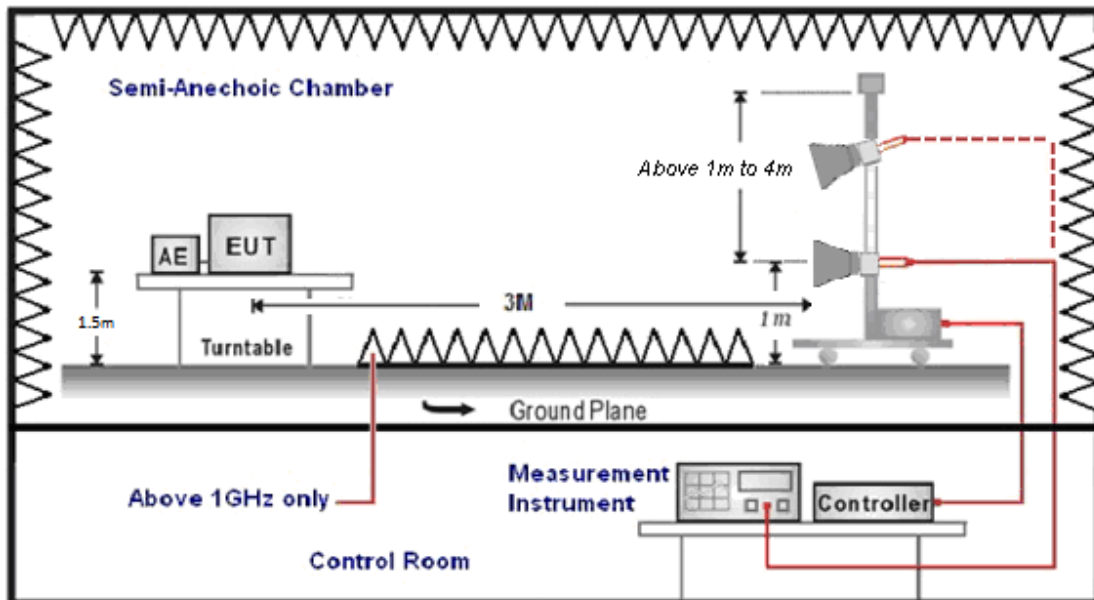 Semi-Anechoic Chamber
Above 1m to 4m
AE
EUT
3M
1m
1.5m
Turntable
Ground Plane
Above 1GHz only
Measurement
Instrument
Controller
Control Room